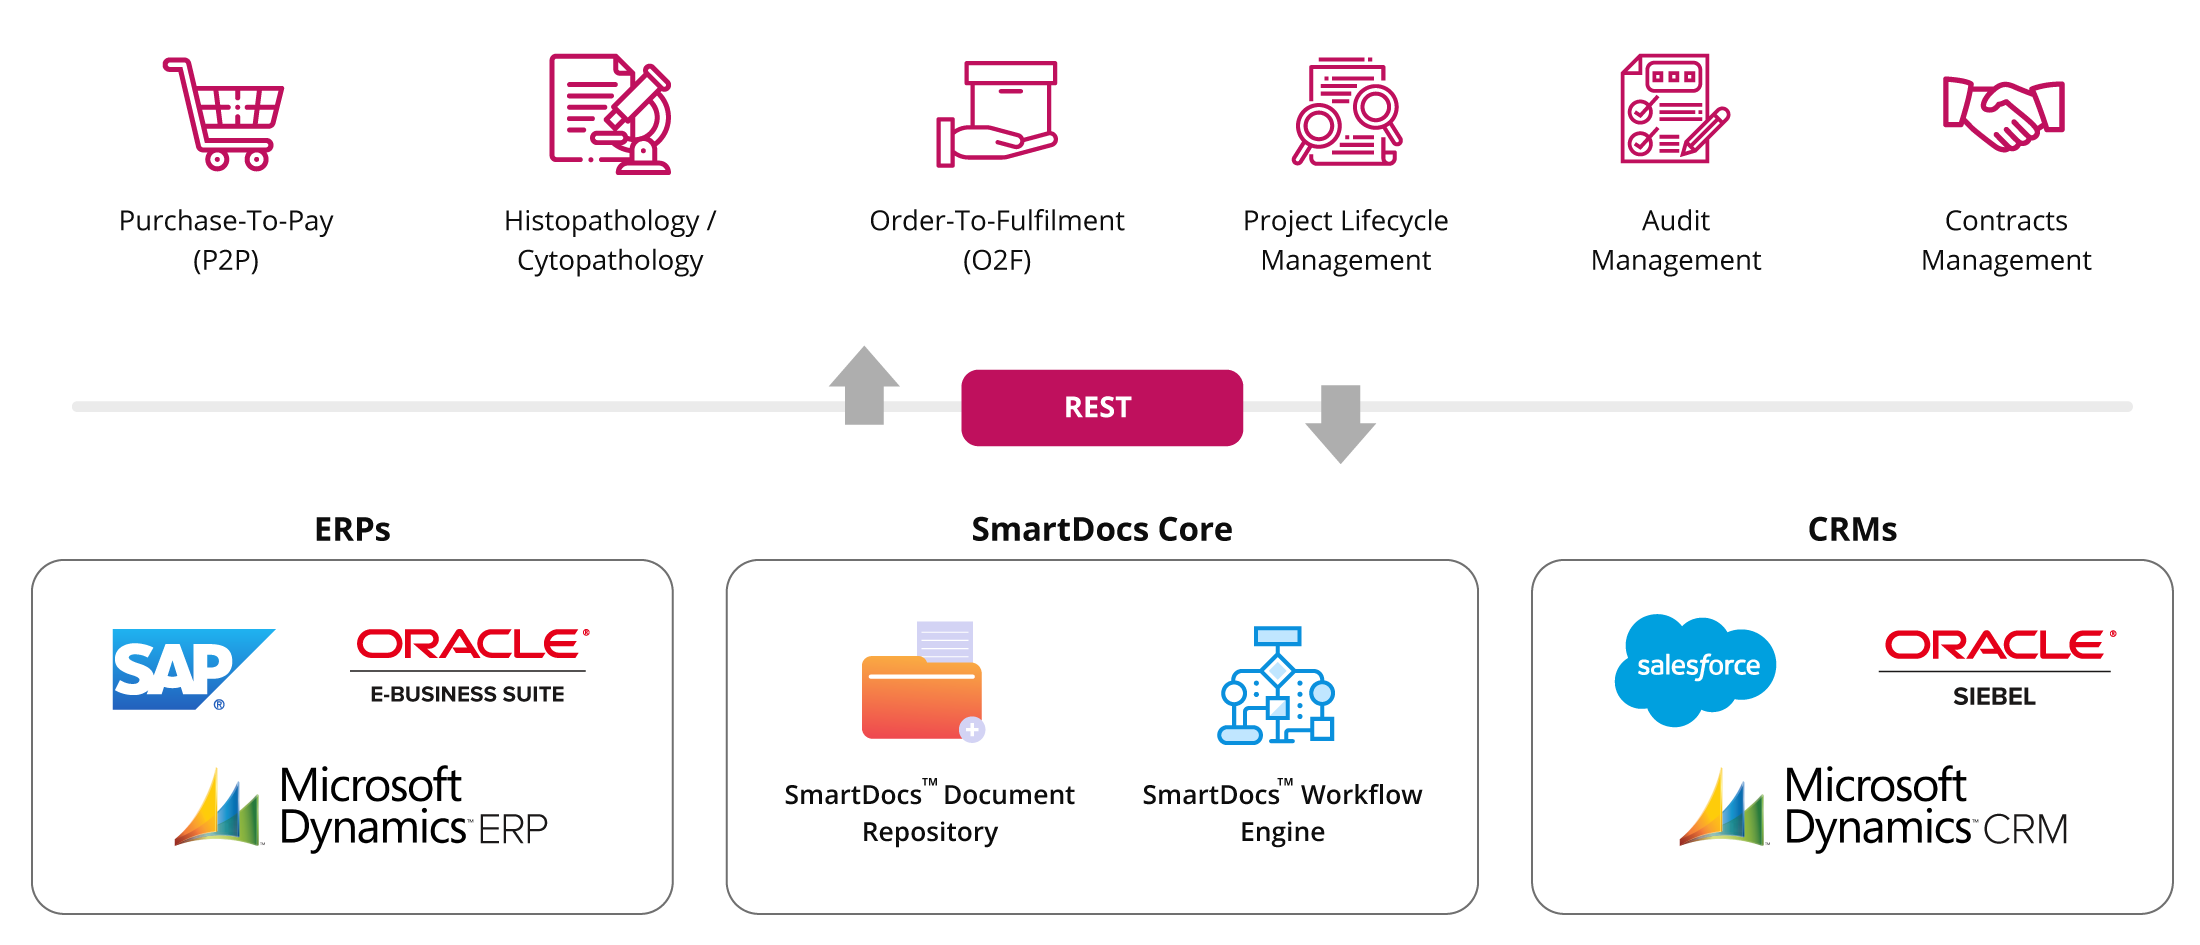 Purchase-To-Pay
(P2P)
Histopathology /
Cytopathology
Order-To-Fulfilment
(O2F)
Project Lifecycle
Management
Audit
Management
Contracts
Management
REST
ERPs
SAP®
ORACLE®
E-BUSINESS SUITE
Microsoft
Dynamics™ ERP
SmartDocs Core
SmartDocs™ Document
Repository
SmartDocs™ Workflow
Engine
CRMs
salesforce
ORACLE®
SIEBEL
Microsoft
Dynamics™ CRM